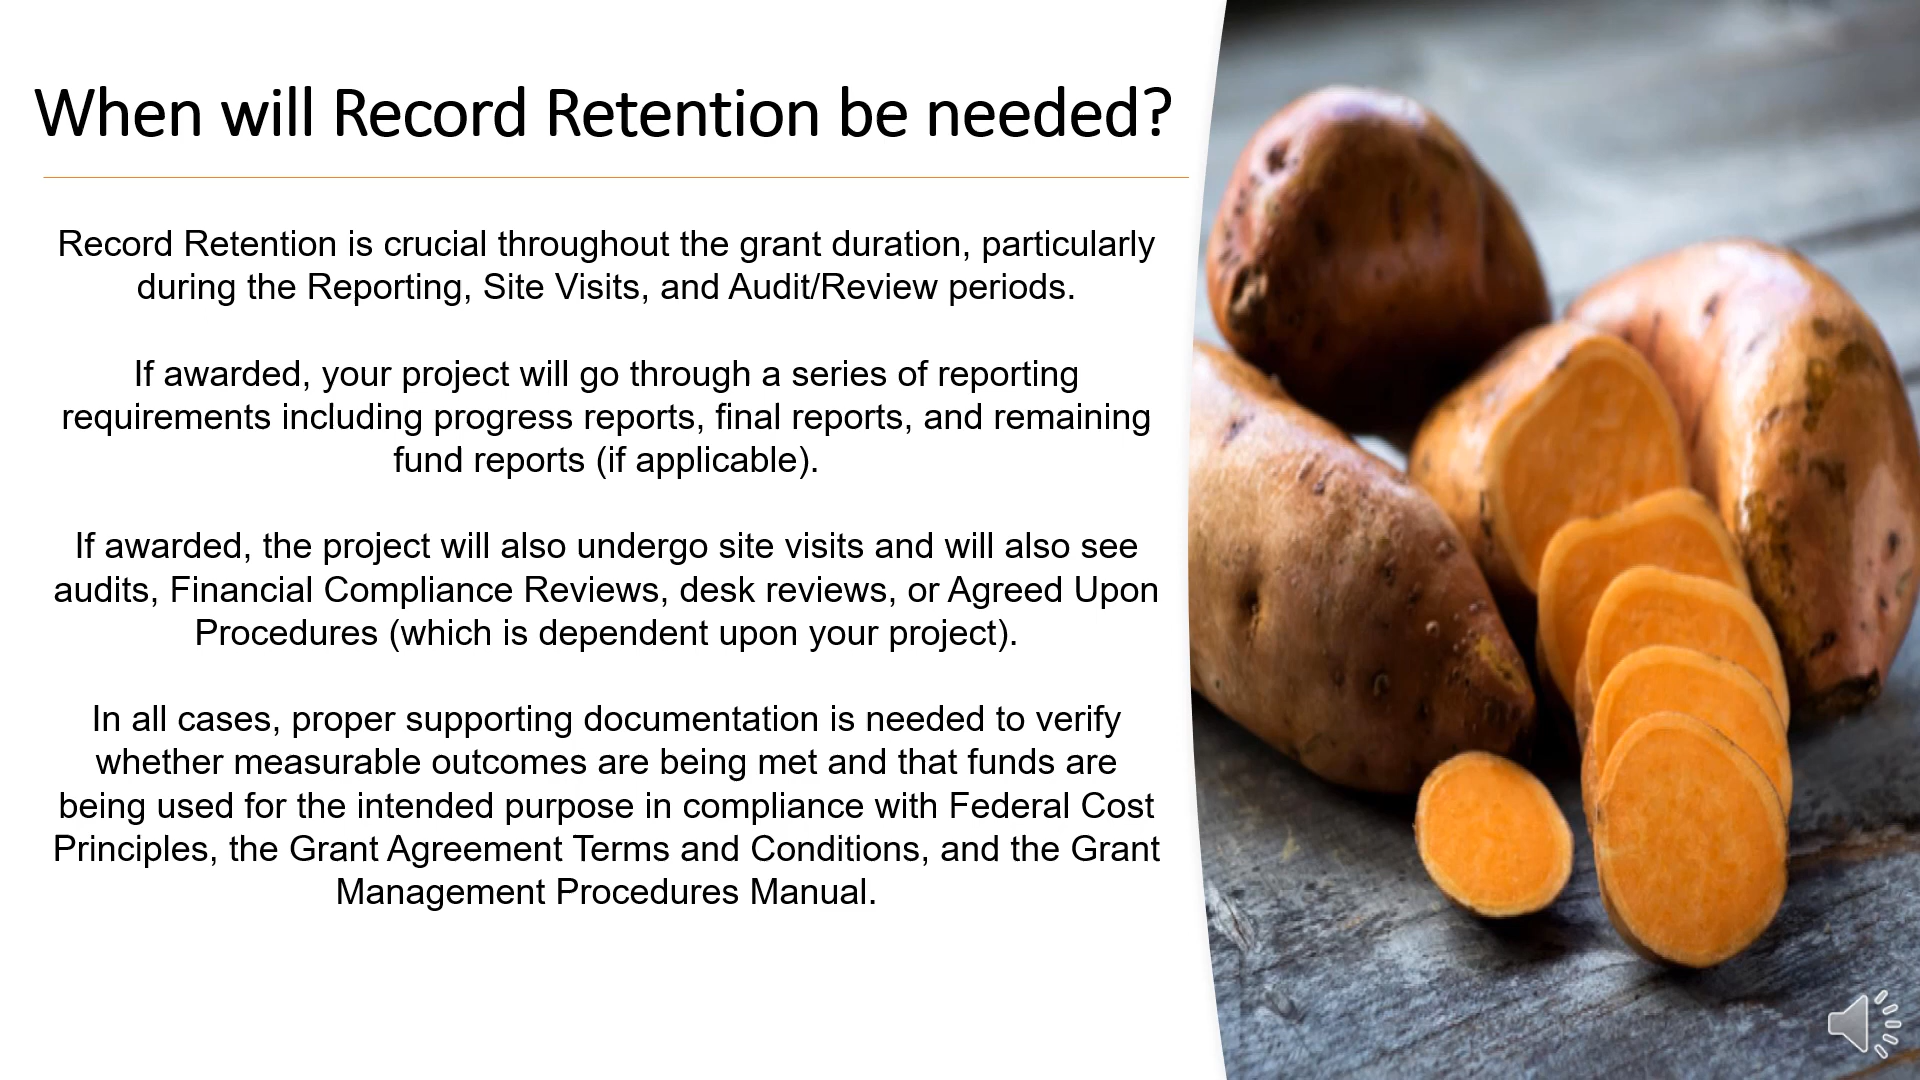 When will Record Retention be needed?
Record Retention is crucial throughout the grant duration, particularly
during the Reporting, Site Visits, and Audit/Review periods.
If awarded, your project will go through a series of reporting
requirements including progress reports, final reports, and remaining
fund reports (if applicable).
If awarded, the project will also undergo site visits and will also see
audits, Financial Compliance Reviews, desk reviews, or Agreed Upon
Procedures (which is dependent upon your project).
In all cases, proper supporting documentation is needed to verify
whether measurable outcomes are being met and that funds are
being used for the intended purpose in compliance with Federal Cost
Principles, the Grant Agreement Terms and Conditions, and the Grant
Management Procedures Manual.